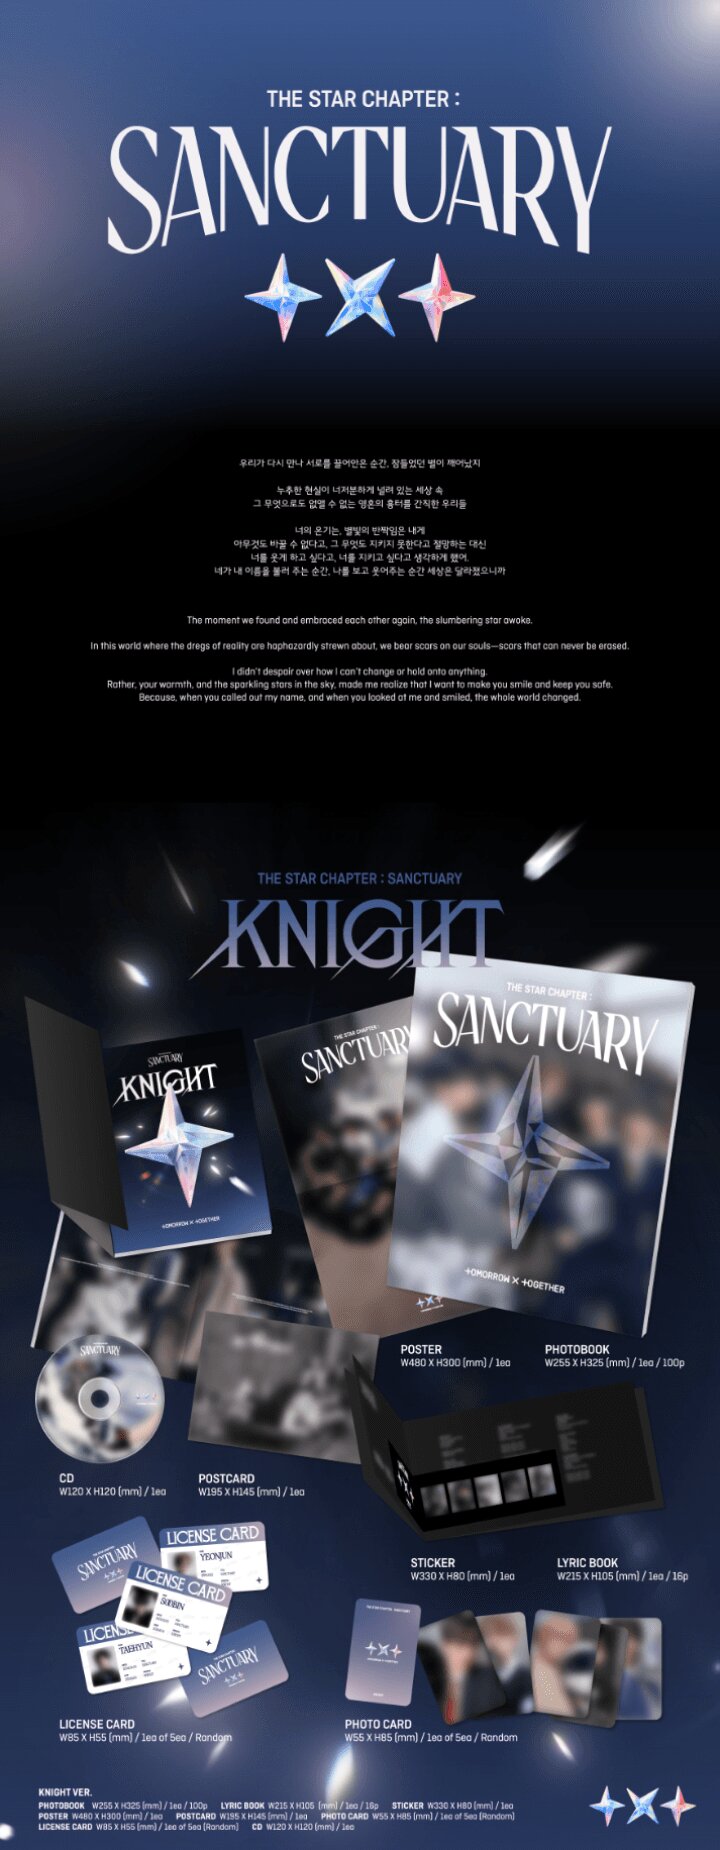 THE STAR CHAPTER :
SANCTUARY
우리가 다시 만나 서로를 끌어안은 순간, 잠들었던 별이 깨어났지
누추한 현실이 너저분하게 널려 있는 세상 속
그 무엇으로도 없앨 수 없는 영혼의 흉터를 간직한 우리들
너의 온기는, 별빛의 반짝임은 내게
아무것도 바꿀 수 없다고, 그 무엇도 지키지 못한다고 절망하는 대신
너를 웃게 하고 싶다고, 너를 지키고 싶다고 생각하게 했어.
네가 내 이름을 불러 주는 순간, 나를 보고 웃어주는 순간 세상은 달라졌으니까
The moment we found and embraced each other again, the slumbering star awoke.
In this world where the dregs of reality are haphazardly strewn about, we bear scars on our souls—scars that can never be erased.
I didn't despair over how I can't change or hold onto anything.
Rather, your warmth, and the sparkling stars in the sky, made me realize that I want to make you smile and keep you safe.
Because, when you called out my name, and when you looked at me and smiled, the whole world changed.
THE STAR CHAPTER : SANCTUARY
KNIGHT
SANCTUARY
KNIGHT
TOMORROW X TOGETHER
THE STAR CHAPTER :
SANCTUARY
THE STAR CHAPTER :
SANCTUARY
TOMORROW X TOGETHER
POSTER
W480 X H300 (mm) / 1ea
PHOTOBOOK
W255 X H325 (mm) / 1ea / 100p
SANCTUARY
CD
W120 X H120 (mm) / 1ea
POSTCARD
W195 X H145 (mm) / 1ea
STICKER
W330 X H80 (mm) / 1ea
LYRIC BOOK
W215 X H105 (mm) / 1ea / 16p
THE STAR CHAPTER
SANCTUARY
LICENSE CARD
YEONJUN
LICENSE CARD
SOOBIN
LICENSE
TAEHYUN
THE STAR CHAPTER
SANCTUARY
THE STAR CHAPTER : SANCTUARY
LICENSE CARD
W85 X H55 (mm) / 1ea of 5ea / Random
PHOTO CARD
W55 X H85 (mm) / 1ea of 5ea / Random
KNIGHT VER.
PHOTOBOOK W255 X H325 (mm) / 1ea / 100p LYRIC BOOK W215 X H105 (mm) / 1ea / 16p STICKER W330 X H80 (mm) / 1ea
POSTER W480 X H300 (mm) / 1ea POSTCARD W195 X H145 (mm) / 1ea PHOTO CARD W55 X H85 (mm) / 1ea of 5ea (Random)
LICENSE CARD W85 X H55 (mm) / 1ea of 5ea (Random) CD W120 X H120 (mm) / 1ea